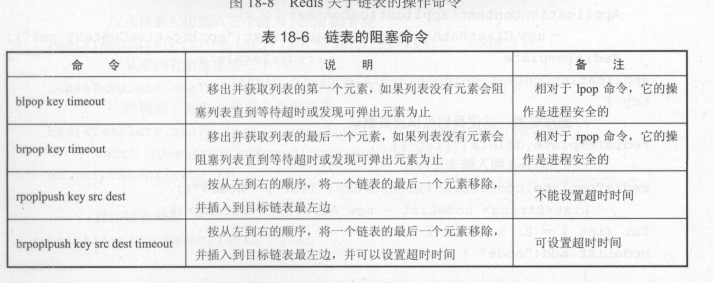 图 18-8 Redis 关于链表的操作命令
表 18-6 链表的阻塞命令
命 令 说 明 备 注
blpop key timeout
移出并获取列表的第一个元素，如果列表没有元素会阻
塞列表直到等待超时或发现可弹出元素为止
相对于 lpop 命令，它的操
作是进程安全的
brpop key timeout
移出并获取列表的最后一个元素，如果列表没有元素会
阻塞列表直到等待超时或发现可弹出元素为止
相对于 rpop 命令，它的操
作是进程安全的
rpoplpush key src dest
按从左到右的顺序，将一个链表的最后一个元素移除，
并插入到目标链表最左边
不能设置超时时间
brpoplpush key src dest timeout
按从左到右的顺序，将一个链表的最后一个元素移除，
并插入到目标链表最左边，并可以设置超时时间
可设置超时时间